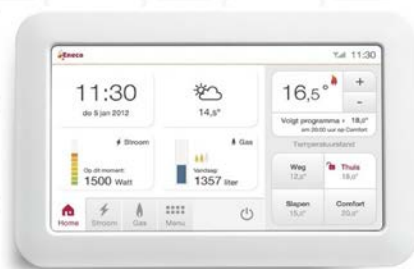 Eneco
11:30
11:30
do 5 jan 2012
14,5°
16,5°
+
-
Volgt programma › 18,0°
om 20:00 uur op Comfort
Temperatuurstand
Stroom
Op dit moment:
1500 Watt
Gas
Vandaag:
1357 liter
Weg
12,0°
Thuis
18,0°
Slapen
15,0°
Comfort
20,0°
Home
Stroom
Gas
Menu